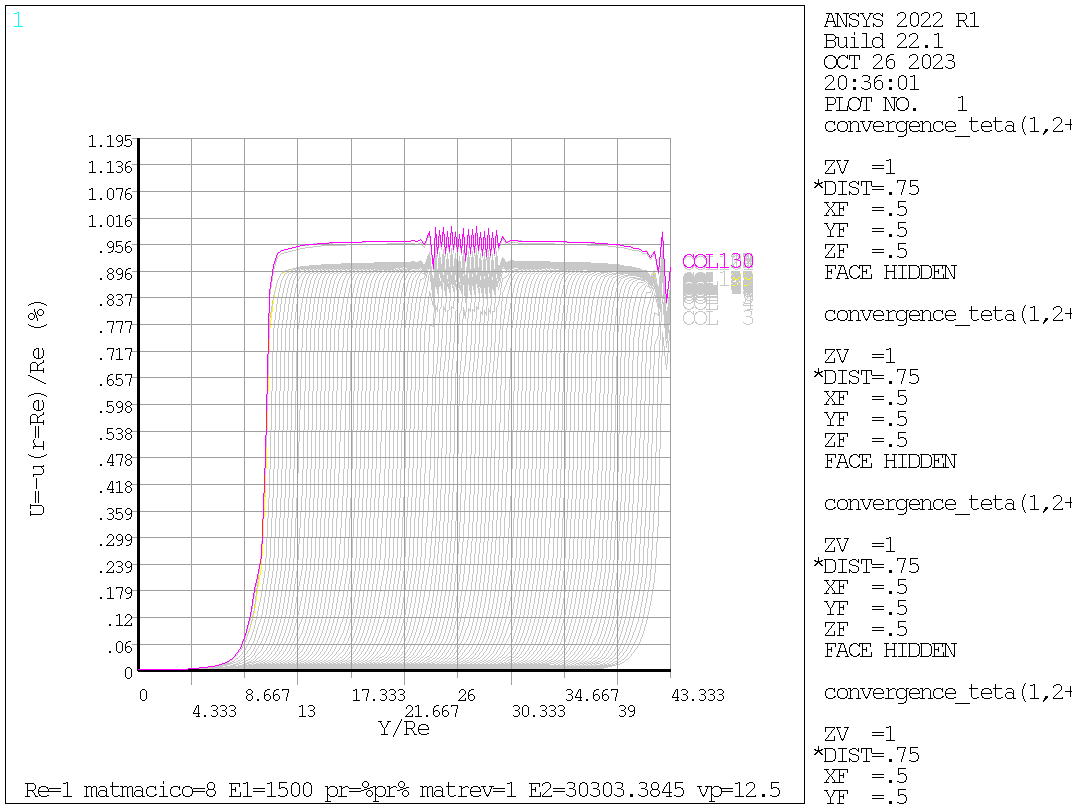 1
ANSYS 2022 R1
Build 22.1
OCT 26 2023
20:36:01
PLOT NO. 1
convergence_teta(1,2+
ZV =1
*DIST=.75
XF =.5
YF =.5
ZF =.5
FACE HIDDEN
convergence_teta(1,2+
ZV =1
*DIST=.75
XF =.5
YF =.5
ZF =.5
FACE HIDDEN
convergence_teta(1,2+
ZV =1
*DIST=.75
XF =.5
YF =.5
ZF =.5
FACE HIDDEN
convergence_teta(1,2+
ZV =1
*DIST=.75
XF =.5
YF =.5
U=-u(r=Re)/Re (%)
1.195
1.136
1.076
1.016
.956
.896
.837
.777
.717
.657
.598
.538
.478
.418
.359
.299
.239
.179
.12
.06
0
COL
COL 3
0 8.667 17.333 26 34.667 43.333
4.333 13 21.667 30.333 39
Y/Re
Re=1 matmacico=8 E1=1500 pr=%pr% matrev=1 E2=30303.3845 vp=12.5